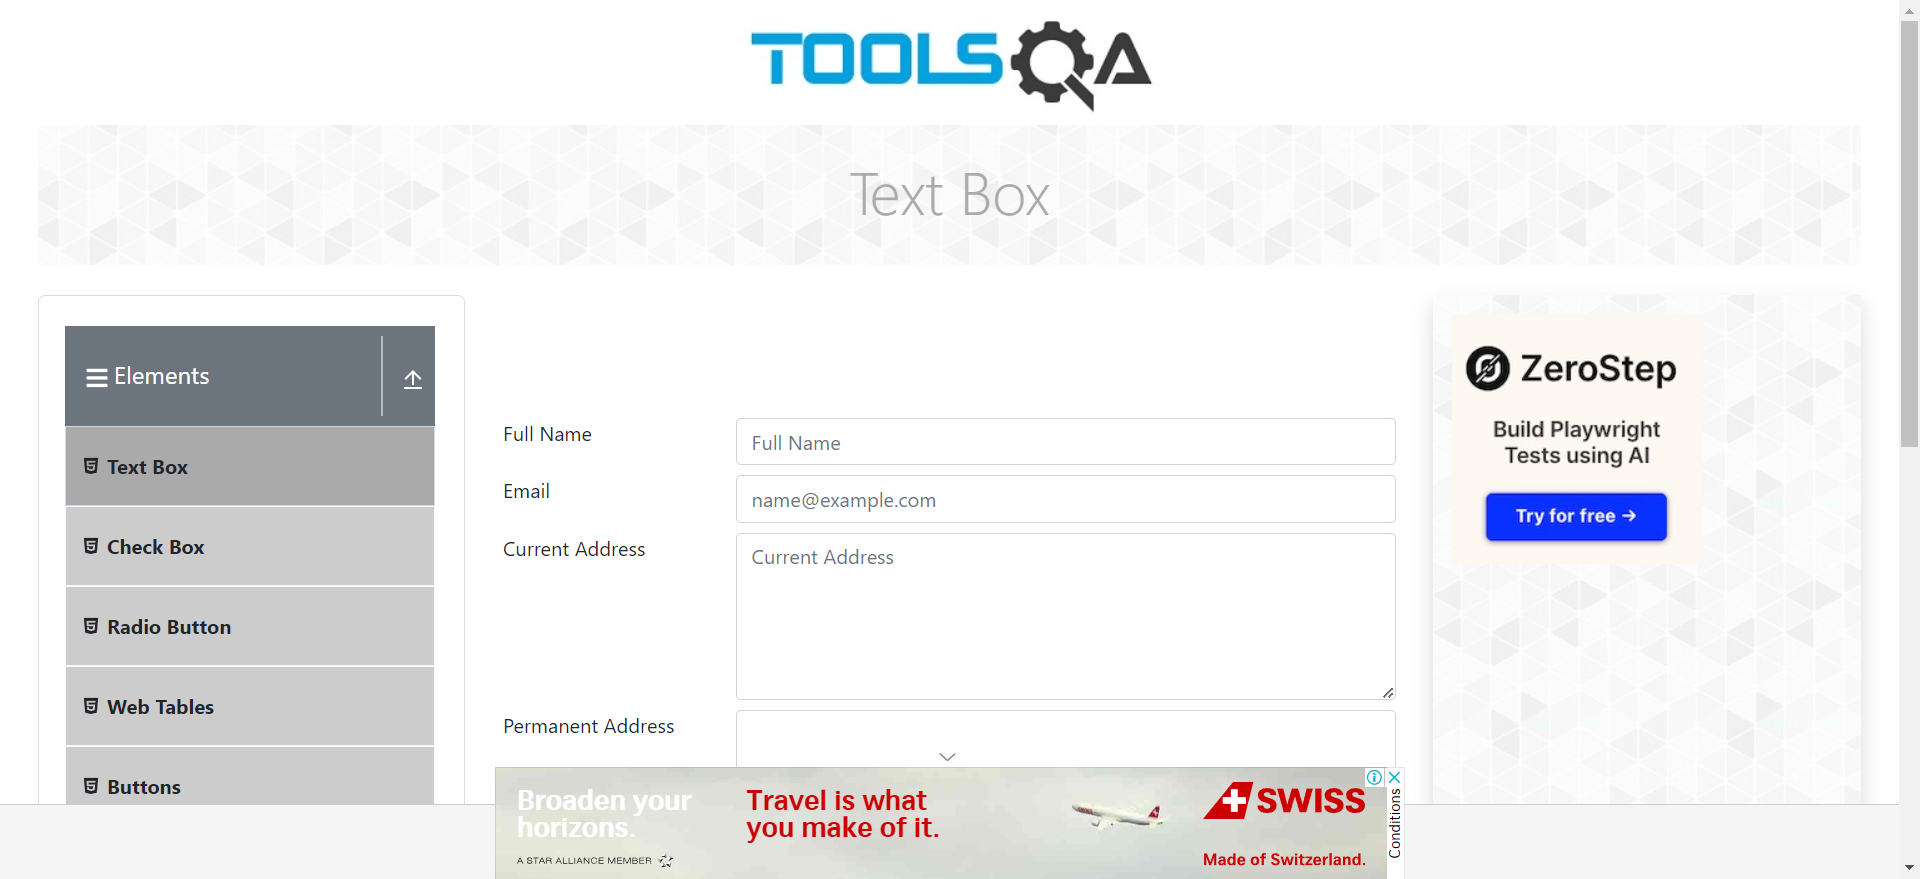 TOOLSQA
Text Box
Elements
Text Box
Check Box
Radio Button
Web Tables
Buttons
Full Name
Full Name
Email
name@example.com
Current Address
Current Address
Permanent Address
ZeroStep
Build Playwright
Tests using AI
Try for free →
Broaden your
horizons.
A STAR ALLIANCE MEMBER
Travel is what
you make of it.
SWISS
Made of Switzerland.
Conditions